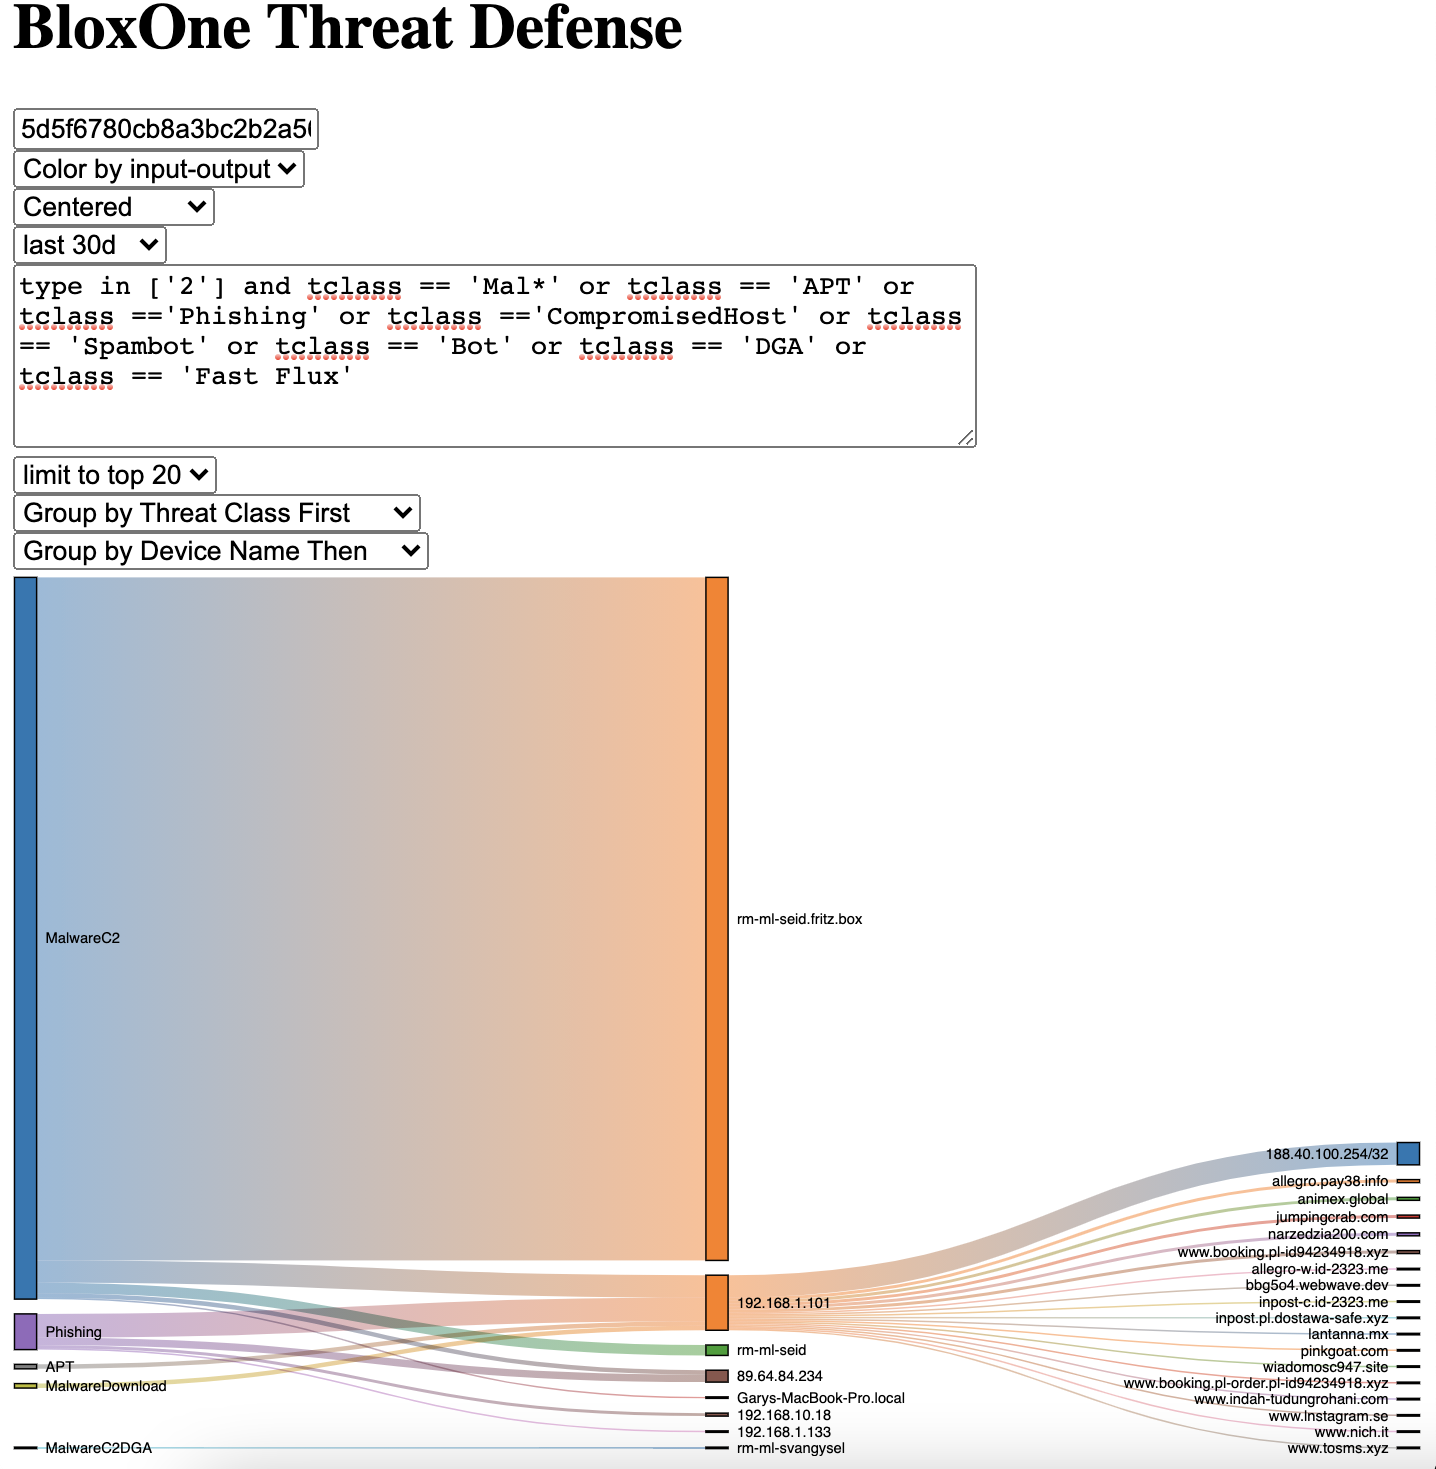 BloxOne Threat Defense
5d5f6780cb8a3bc2b2a5
Color by input-output
Centered
last 30d
type in ['2'] and tclass == 'Mal*' or tclass == 'APT' or
tclass =='Phishing' or tclass =='CompromisedHost' or tclass
== 'Spambot' or tclass == 'Bot' or tclass == 'DGA' or
tclass == 'Fast Flux'
limit to top 20
Group by Threat Class First
Group by Device Name Then
MalwareC2
Phishing
APT
MalwareDownload
MalwareC2DGA
rm-ml-seid.fritz.box
192.168.1.101
rm-ml-seid
89.64.84.234
Garys-MacBook-Pro.local
192.168.10.18
192.168.1.133
rm-ml-svangysel
188.40.100.254/32
allegro.pay38.info
animex.global
jumpingcrab.com
narzedzia200.com
www.booking.pl-id94234918.xyz
allegro-w.id-2323.me
bbg5o4.webwave.dev
inpost-c.id-2323.me
inpost.pl.dostawa-safe.xyz
lantanna.mx
pinkgoat.com
wiadomosc947.site
www.booking.pl-order.pl-id94234918.xyz
www.indah-tudungrohani.com
www.lnstagram.se
www.nich.it
www.tosms.xyz